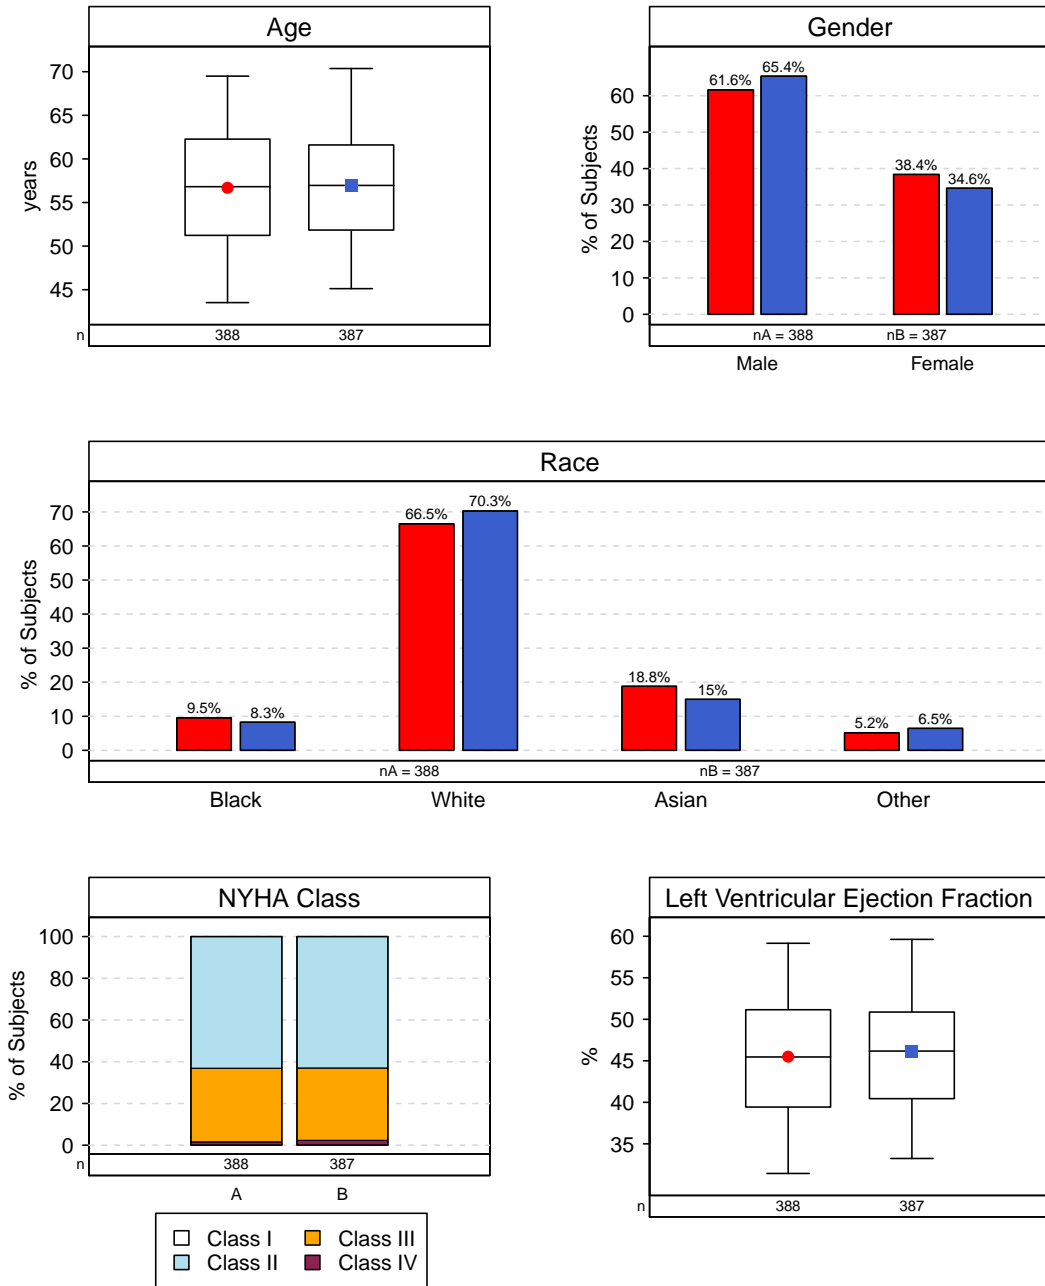 Age
years
70
65
60
55
50
45
n 388 387
Gender
% of Subjects
60
50
40
30
20
10
0
61.6% 65.4%
38.4% 34.6%
nA = 388 nB = 387
Male Female
Race
% of Subjects
70
60
50
40
30
20
10
0
9.5% 8.3% 66.5% 70.3% 18.8% 15% 5.2% 6.5%
nA = 388 nB = 387
Black White Asian Other
NYHA Class
% of Subjects
100
80
60
40
20
0
n 388 387
A B
Class I Class III
Class II Class IV
Left Ventricular Ejection Fraction
%
60
55
50
45
40
35
n 388 387